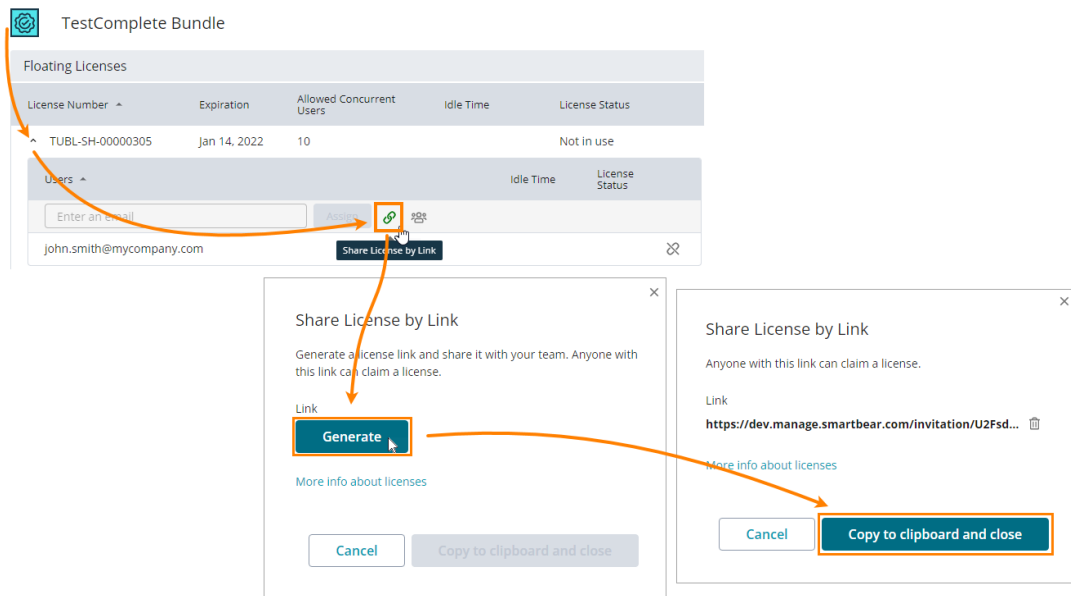 TestComplete Bundle
Floating Licenses
License Number
Expiration
Allowed Concurrent
Users
Idle Time
License Status
TUBL-SH-00000305
Jan 14, 2022
10
Not in use
Users
Idle Time
License
Status
Enter an email
Assign
john.smith@mycompany.com
Share License by Link
Share License by Link
Generate a license link and share it with your team. Anyone with
this link can claim a license.
Link
Generate
More info about licenses
Cancel
Copy to clipboard and close
Share License by Link
Anyone with this link can claim a license.
Link
https://dev.manage.smartbear.com/invitation/U2Fsd...
More info about licenses
Cancel
Copy to clipboard and close